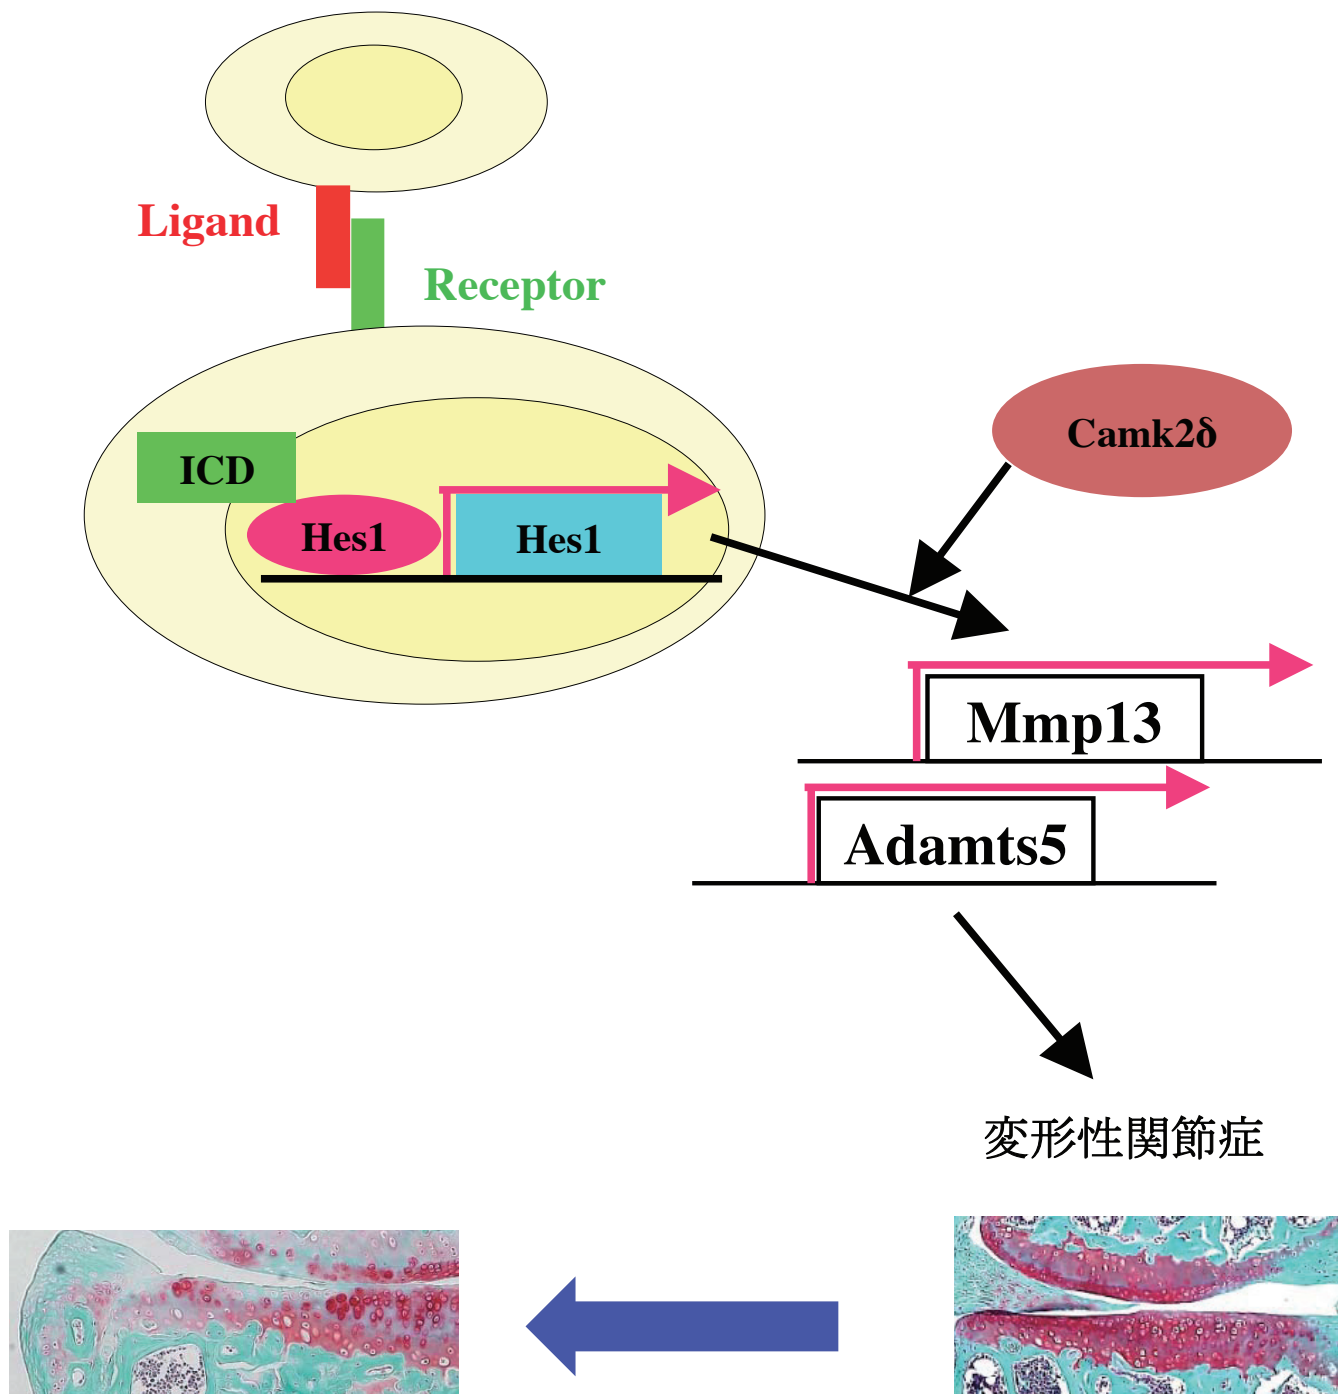 Ligand
Receptor
Camk2δ
ICD
Hes1
Hes1
Mmp13
Adamts5
変形性関節症